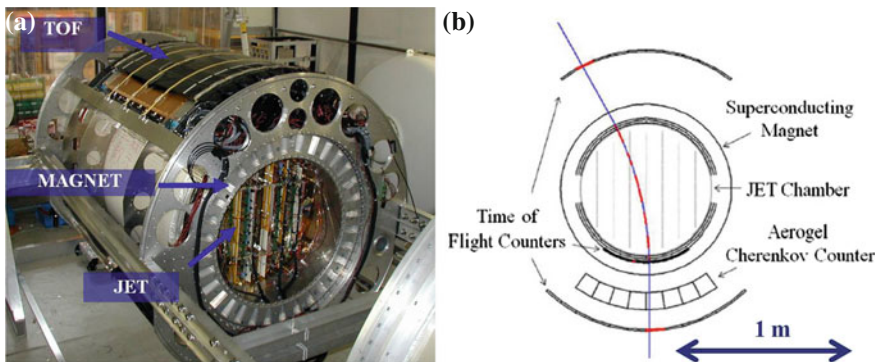 (a)
TOF
MAGNET
JET
(b)
Superconducting
Magnet
JET Chamber
Time of
Flight Counters
Aerogel
Cherenkov Counter
1 m